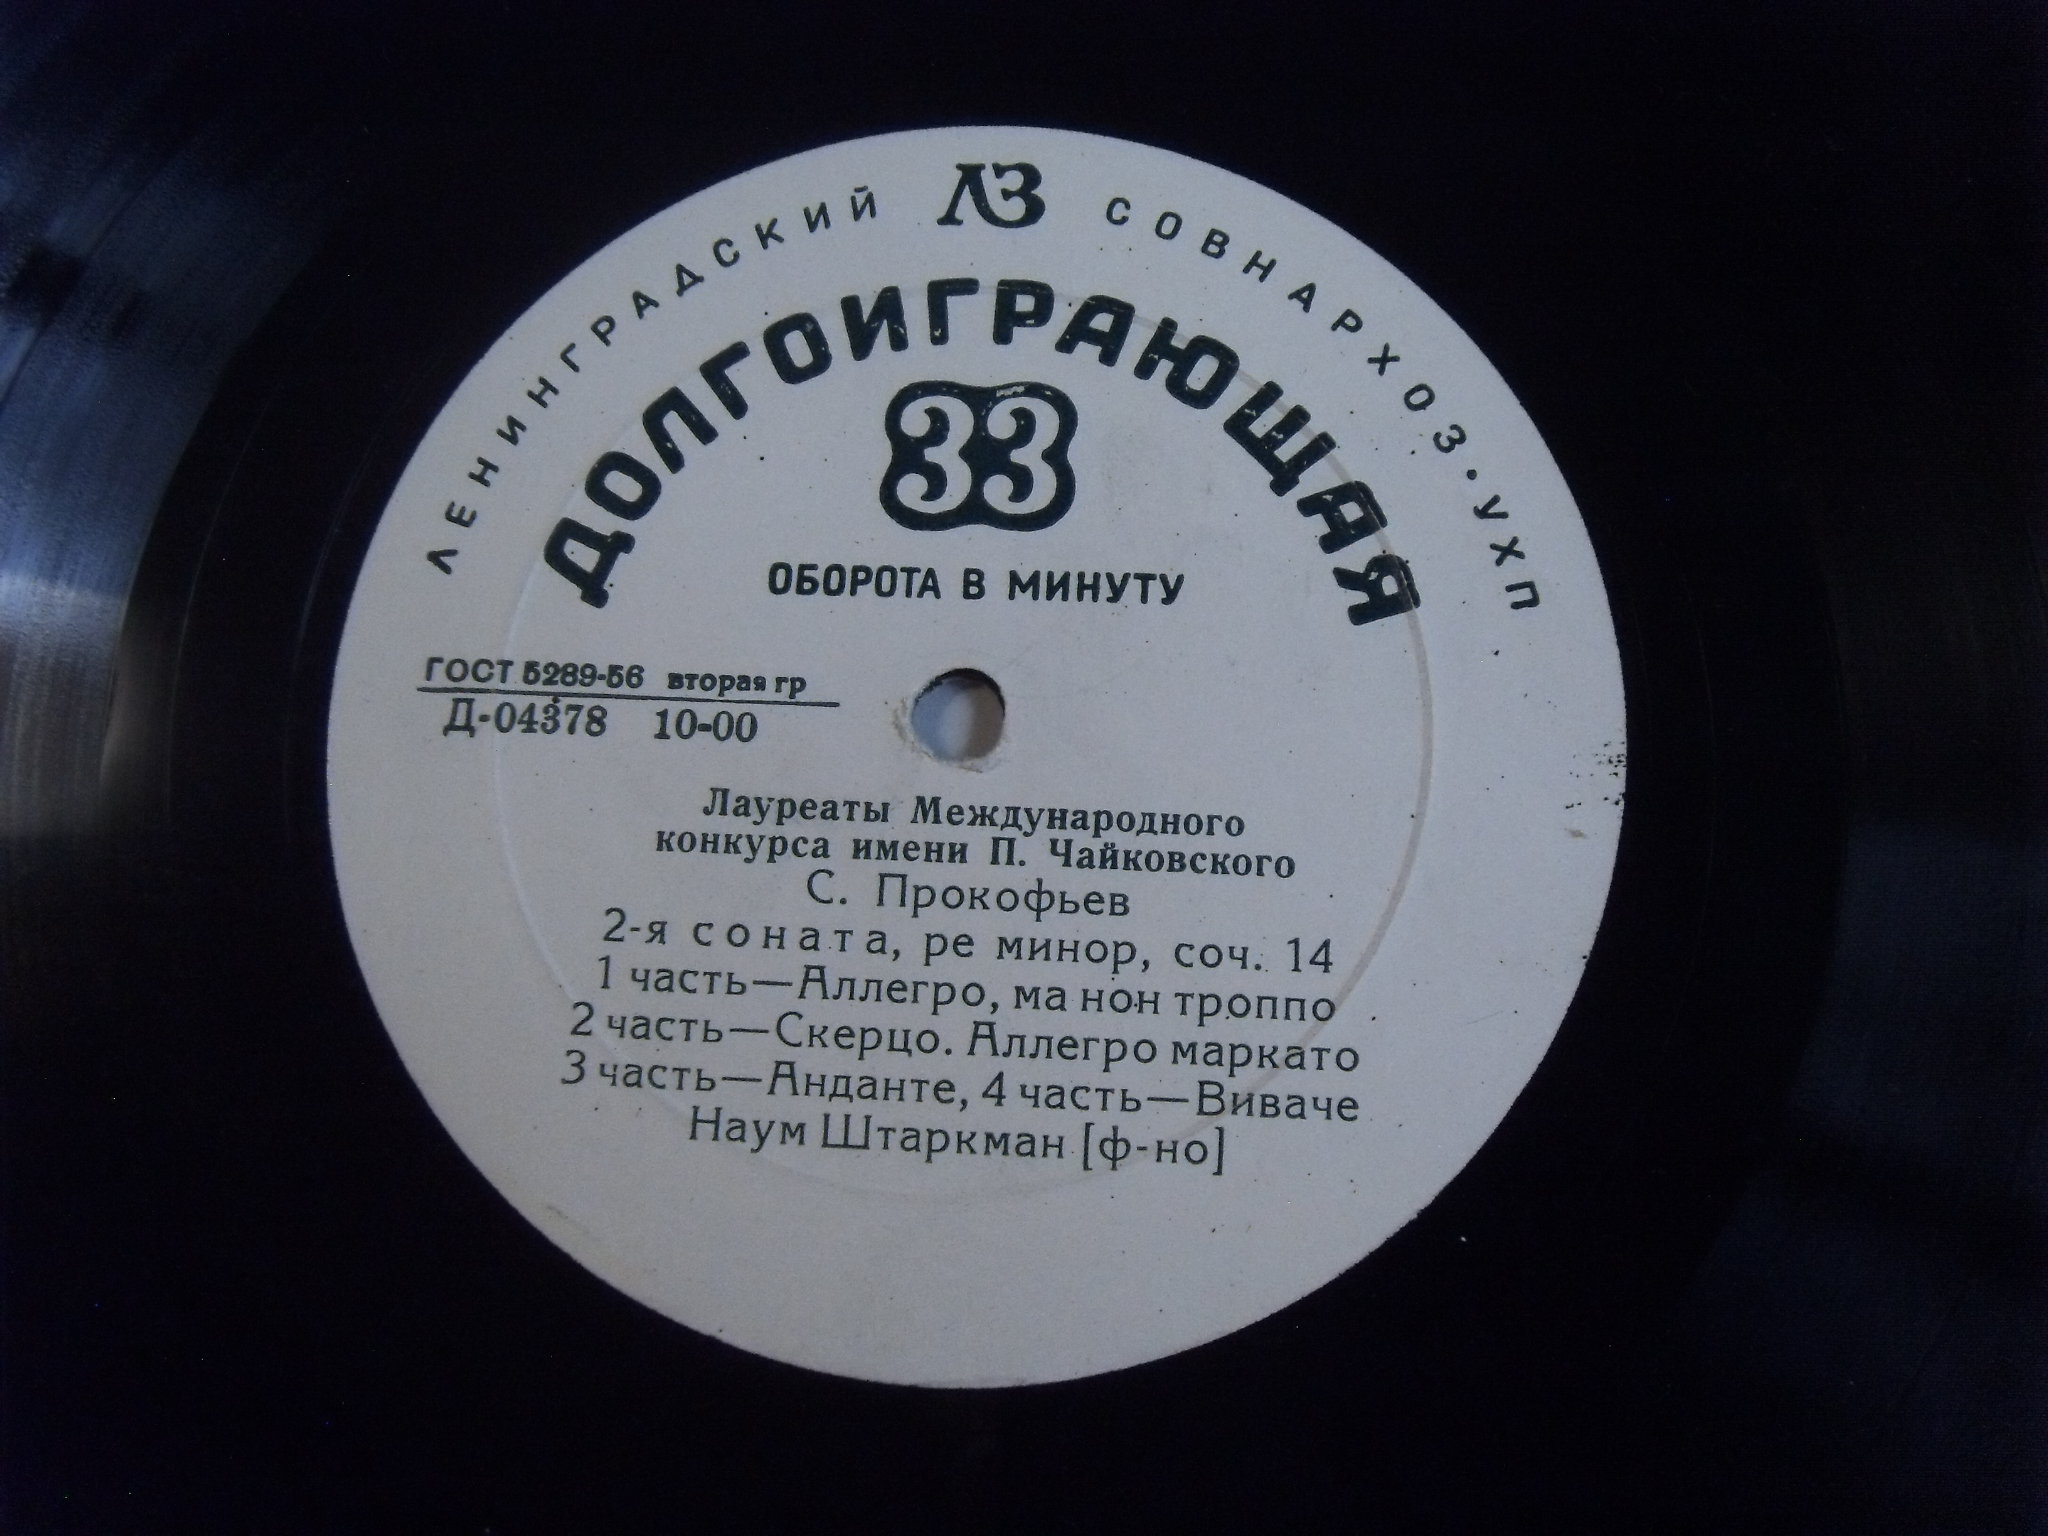 ЛЕНИНГРАДСКИЙ ЛЗ СОВНАРХОЗ · УХП
ДОЛГОИГРАЮЩАЯ
33
ОБОРОТА В МИНУТУ
ГОСТ 5289-56 вторая гр
Д-04378 10-00
Лауреаты Международного
конкурса имени П. Чайковского
С. Прокофьев
2-я соната, ре минор, соч. 14
1 часть—Аллегро, ма нон троппо
2 часть—Скерцо. Аллегро маркато
3 часть—Анданте, 4 часть—Виваче
Наум Штаркман [ф-но]